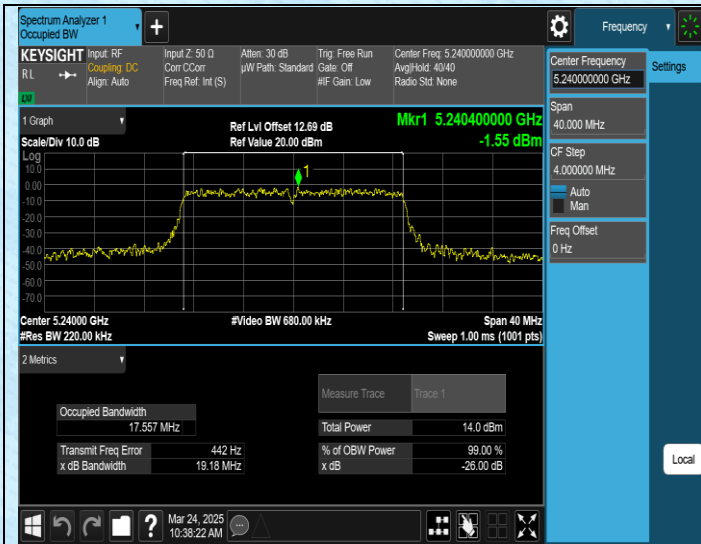 Spectrum Analyzer 1
Occupied BW
+
Frequency
KEYSIGHT
RL
LXI
Input: RF
Coupling: DC
Align: Auto
Input Z: 50 Ω
Corr CCorr
Freq Ref: Int (S)
Atten: 30 dB
µW Path: Standard
Trig: Free Run
Gate: Off
#IF Gain: Low
Center Freq: 5.240000000 GHz
Avg|Hold: 40/40
Radio Std: None
Center Frequency
5.240000000 GHz
Settings
Span
40.000 MHz
CF Step
4.000000 MHz
Auto
Man
Freq Offset
0 Hz
Local
1 Graph
Scale/Div 10.0 dB
Ref Lvl Offset 12.69 dB
Ref Value 20.00 dBm
Mkr1 5.240400000 GHz
-1.55 dBm
Log
10.0
0.00
-10.0
-20.0
-30.0
-40.0
-50.0
-60.0
-70.0
1
Center 5.24000 GHz
#Res BW 220.00 kHz
#Video BW 680.00 kHz
Span 40 MHz
Sweep 1.00 ms (1001 pts)
2 Metrics
Measure Trace
Trace 1
Occupied Bandwidth
17.557 MHz
Total Power
14.0 dBm
Transmit Freq Error
442 Hz
% of OBW Power
99.00 %
x dB Bandwidth
19.18 MHz
x dB
-26.00 dB
?
Mar 24, 2025
10:38:22 AM